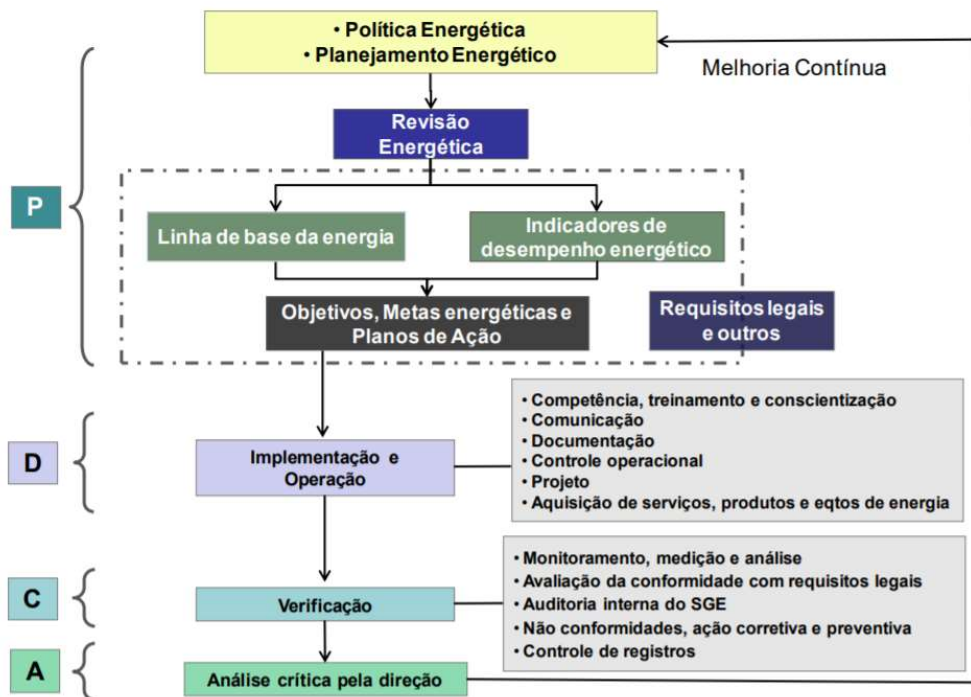 • Política Energética
• Planejamento Energético
Melhoria Contínua
Revisão
Energética
P
Linha de base da energia
Indicadores de
desempenho energético
Objetivos, Metas energéticas e
Planos de Ação
Requisitos legais
e outros
D
Implementação e
Operação
• Competência, treinamento e conscientização
• Comunicação
• Documentação
• Controle operacional
• Projeto
• Aquisição de serviços, produtos e eqtos de energia
C
Verificação
• Monitoramento, medição e análise
• Avaliação da conformidade com requisitos legais
• Auditoria interna do SGE
• Não conformidades, ação corretiva e preventiva
• Controle de registros
A
Análise crítica pela direção